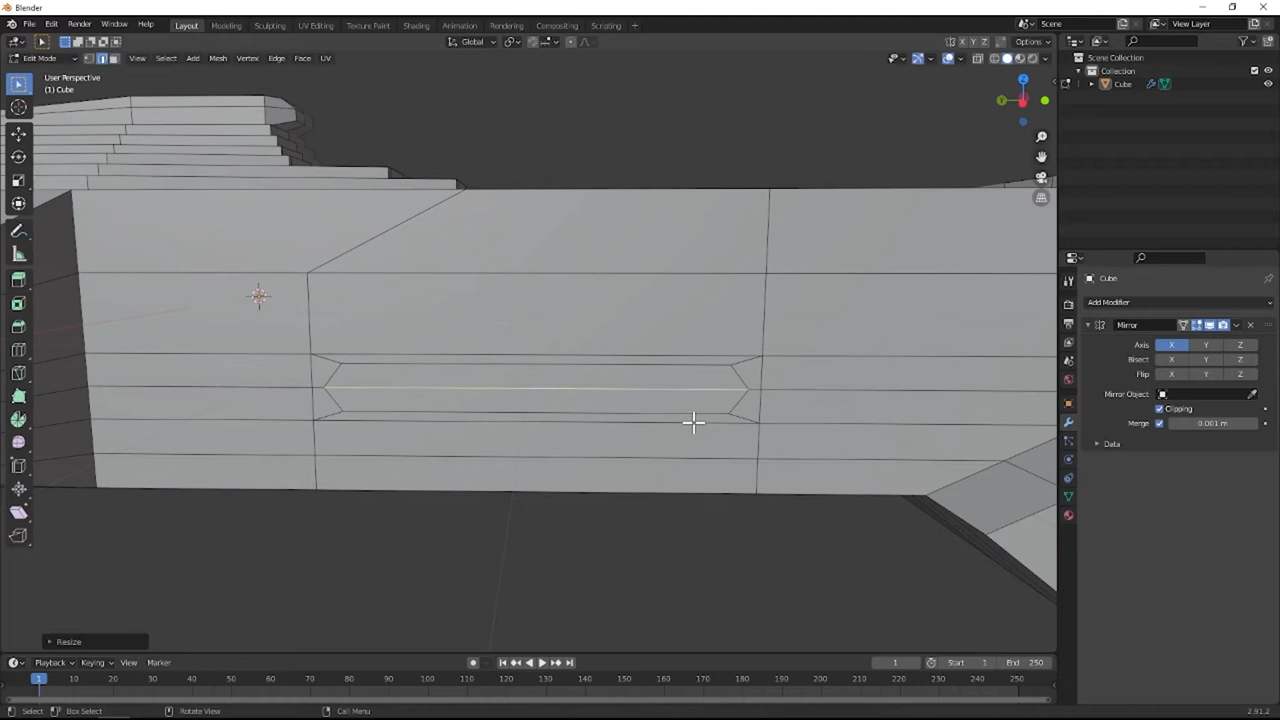 Blender
File Edit Render Window Help Layout Modeling Sculpting UV Editing Texture Paint Shading Animation Rendering Compositing Scripting + Scene View Layer
Global X Y Z Options
Edit Mode View Select Add Mesh Vertex Edge Face UV
User Perspective
(1) Cube
Scene Collection
Collection
Cube
Z
Y
Cube
Add Modifier
Mirror
Axis X Y Z
Bisect X Y Z
Flip X Y Z
Mirror Object
Clipping
Merge 0.001 m
Data
Resize
Playback Keying View Marker 1 Start 1 End 250
1 10 20 30 40 50 60 70 80 90 100 110 120 130 140 150 160 170 180 190 200 210 220 230 240 250
Select Box Select Rotate View Call Menu 2.91.2